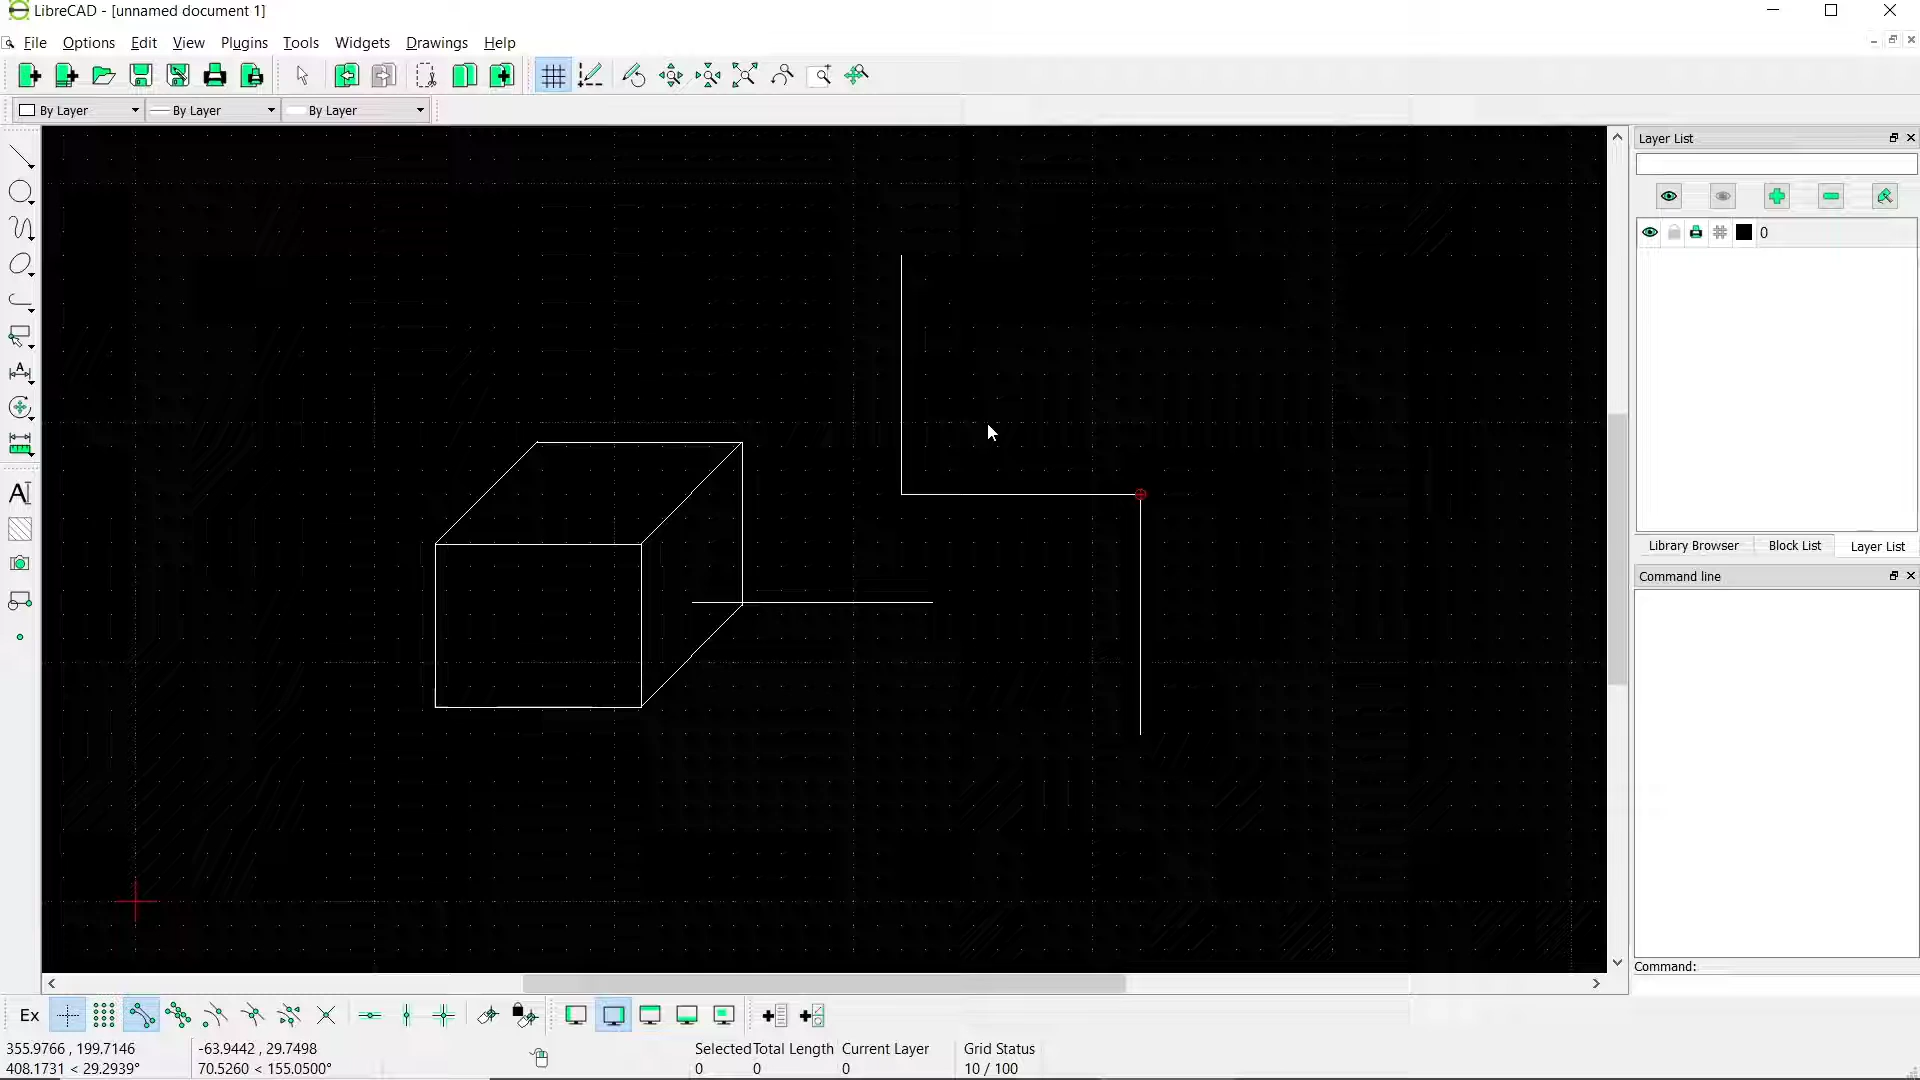 LibreCAD - [unnamed document 1]
File Options Edit View Plugins Tools Widgets Drawings Help
By Layer By Layer By Layer
Layer List
0
A
A
Library Browser Block List Layer List
Command line
Command:
Ex
355.9766 , 199.7146 -63.9442 , 29.7498 Selected Total Length Current Layer Grid Status
408.1731 < 29.2939° 70.5260 < 155.0500° 0 0 0 10 / 100